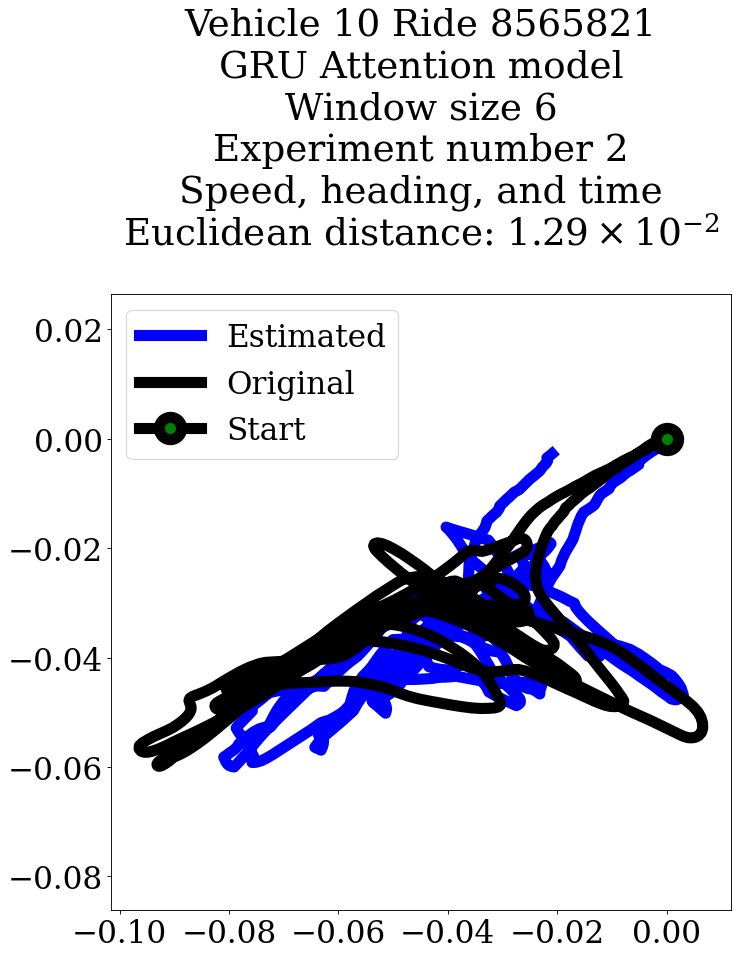 Vehicle 10 Ride 8565821
GRU Attention model
Window size 6
Experiment number 2
Speed, heading, and time
Euclidean distance: 1.29 × 10⁻²
Estimated
Original
Start
0.02
0.00
−0.02
−0.04
−0.06
−0.08
−0.10 −0.08 −0.06 −0.04 −0.02 0.00